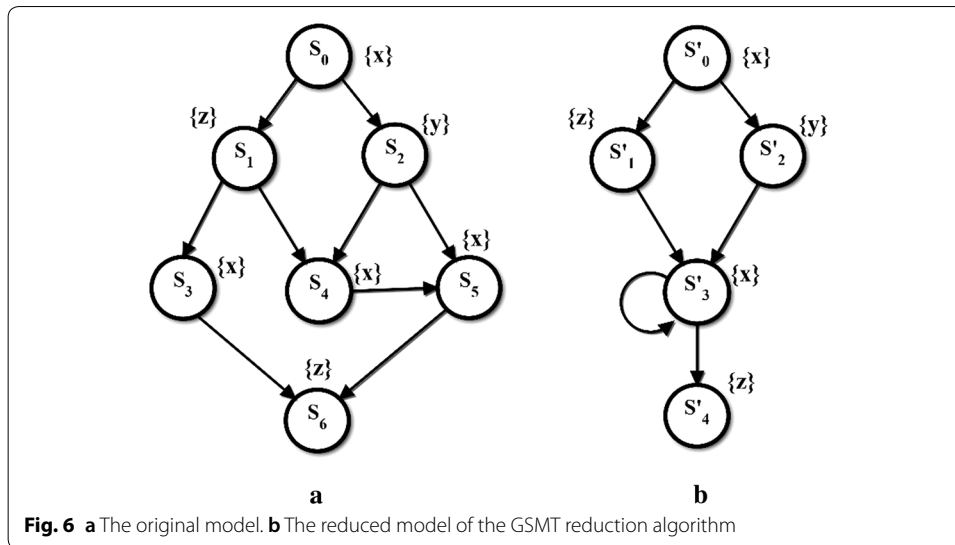 S0 {x}
{z} S1 S2 {y}
S3 {x} S4 {x} S5 {x}
{z}
S6
a
S'0 {x}
{z} S'1 S'2 {y}
S'3 {x}
S'4 {z}
b
Fig. 6 a The original model. b The reduced model of the GSMT reduction algorithm